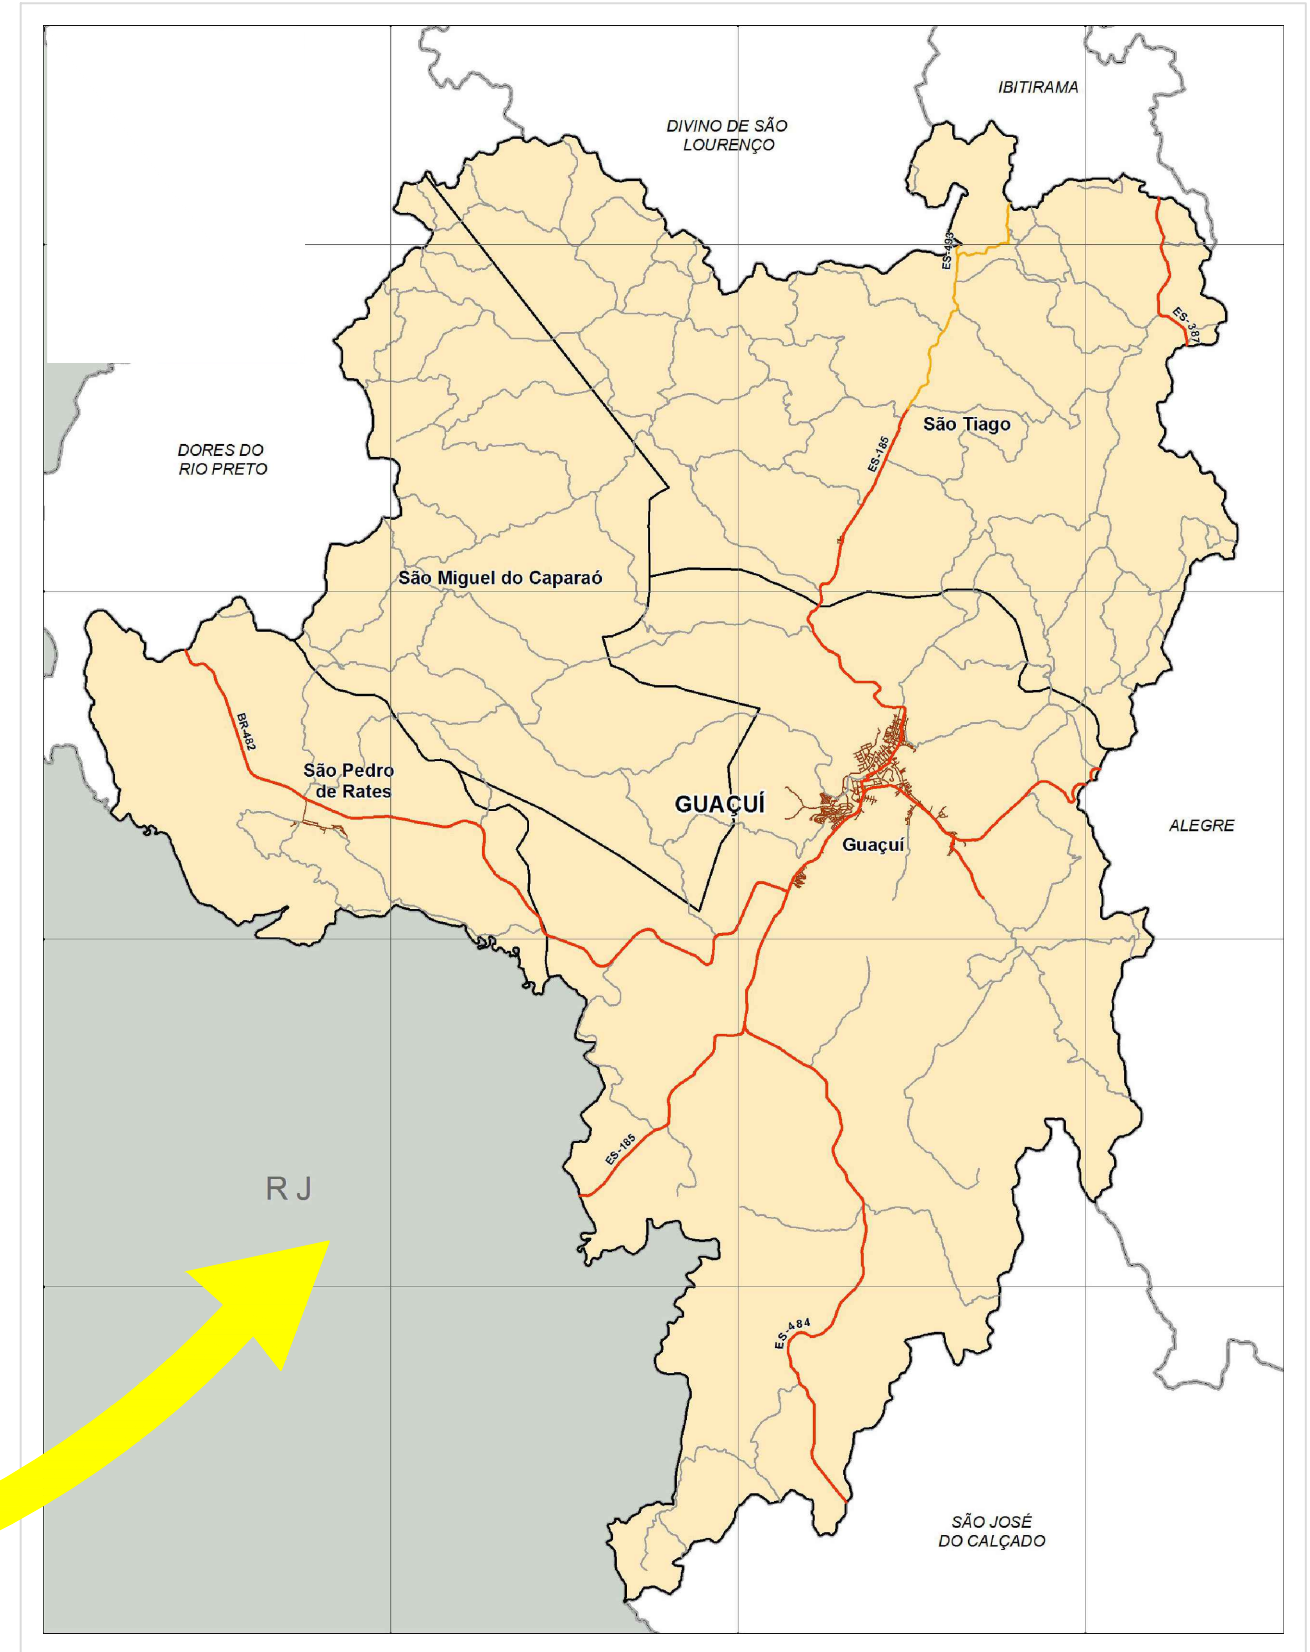 IBITIRAMA
DIVINO DE SÃO
LOURENÇO
ES-493
ES-387
São Tiago
ES-185
DORES DO
RIO PRETO
São Miguel do Caparaó
BR-482
São Pedro
de Rates
GUAÇUÍ
Guaçuí
ALEGRE
ES-185
RJ
ES-484
SÃO JOSÉ
DO CALÇADO